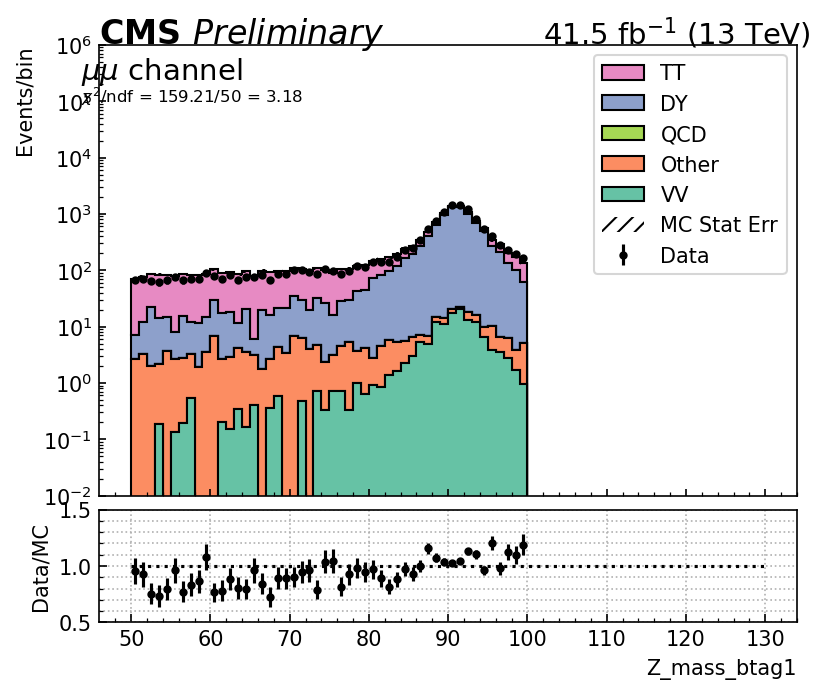 CMS Preliminary
41.5 fb⁻¹ (13 TeV)
Events/bin
μμ channel
χ²/ndf = 159.21/50 = 3.18
10⁶
10⁵
10⁴
10³
10²
10¹
10⁰
10⁻¹
10⁻²
TT
DY
QCD
Other
VV
MC Stat Err
Data
Data/MC
1.5
1.0
0.5
50 60 70 80 90 100 110 120 130
Z_mass_btag1